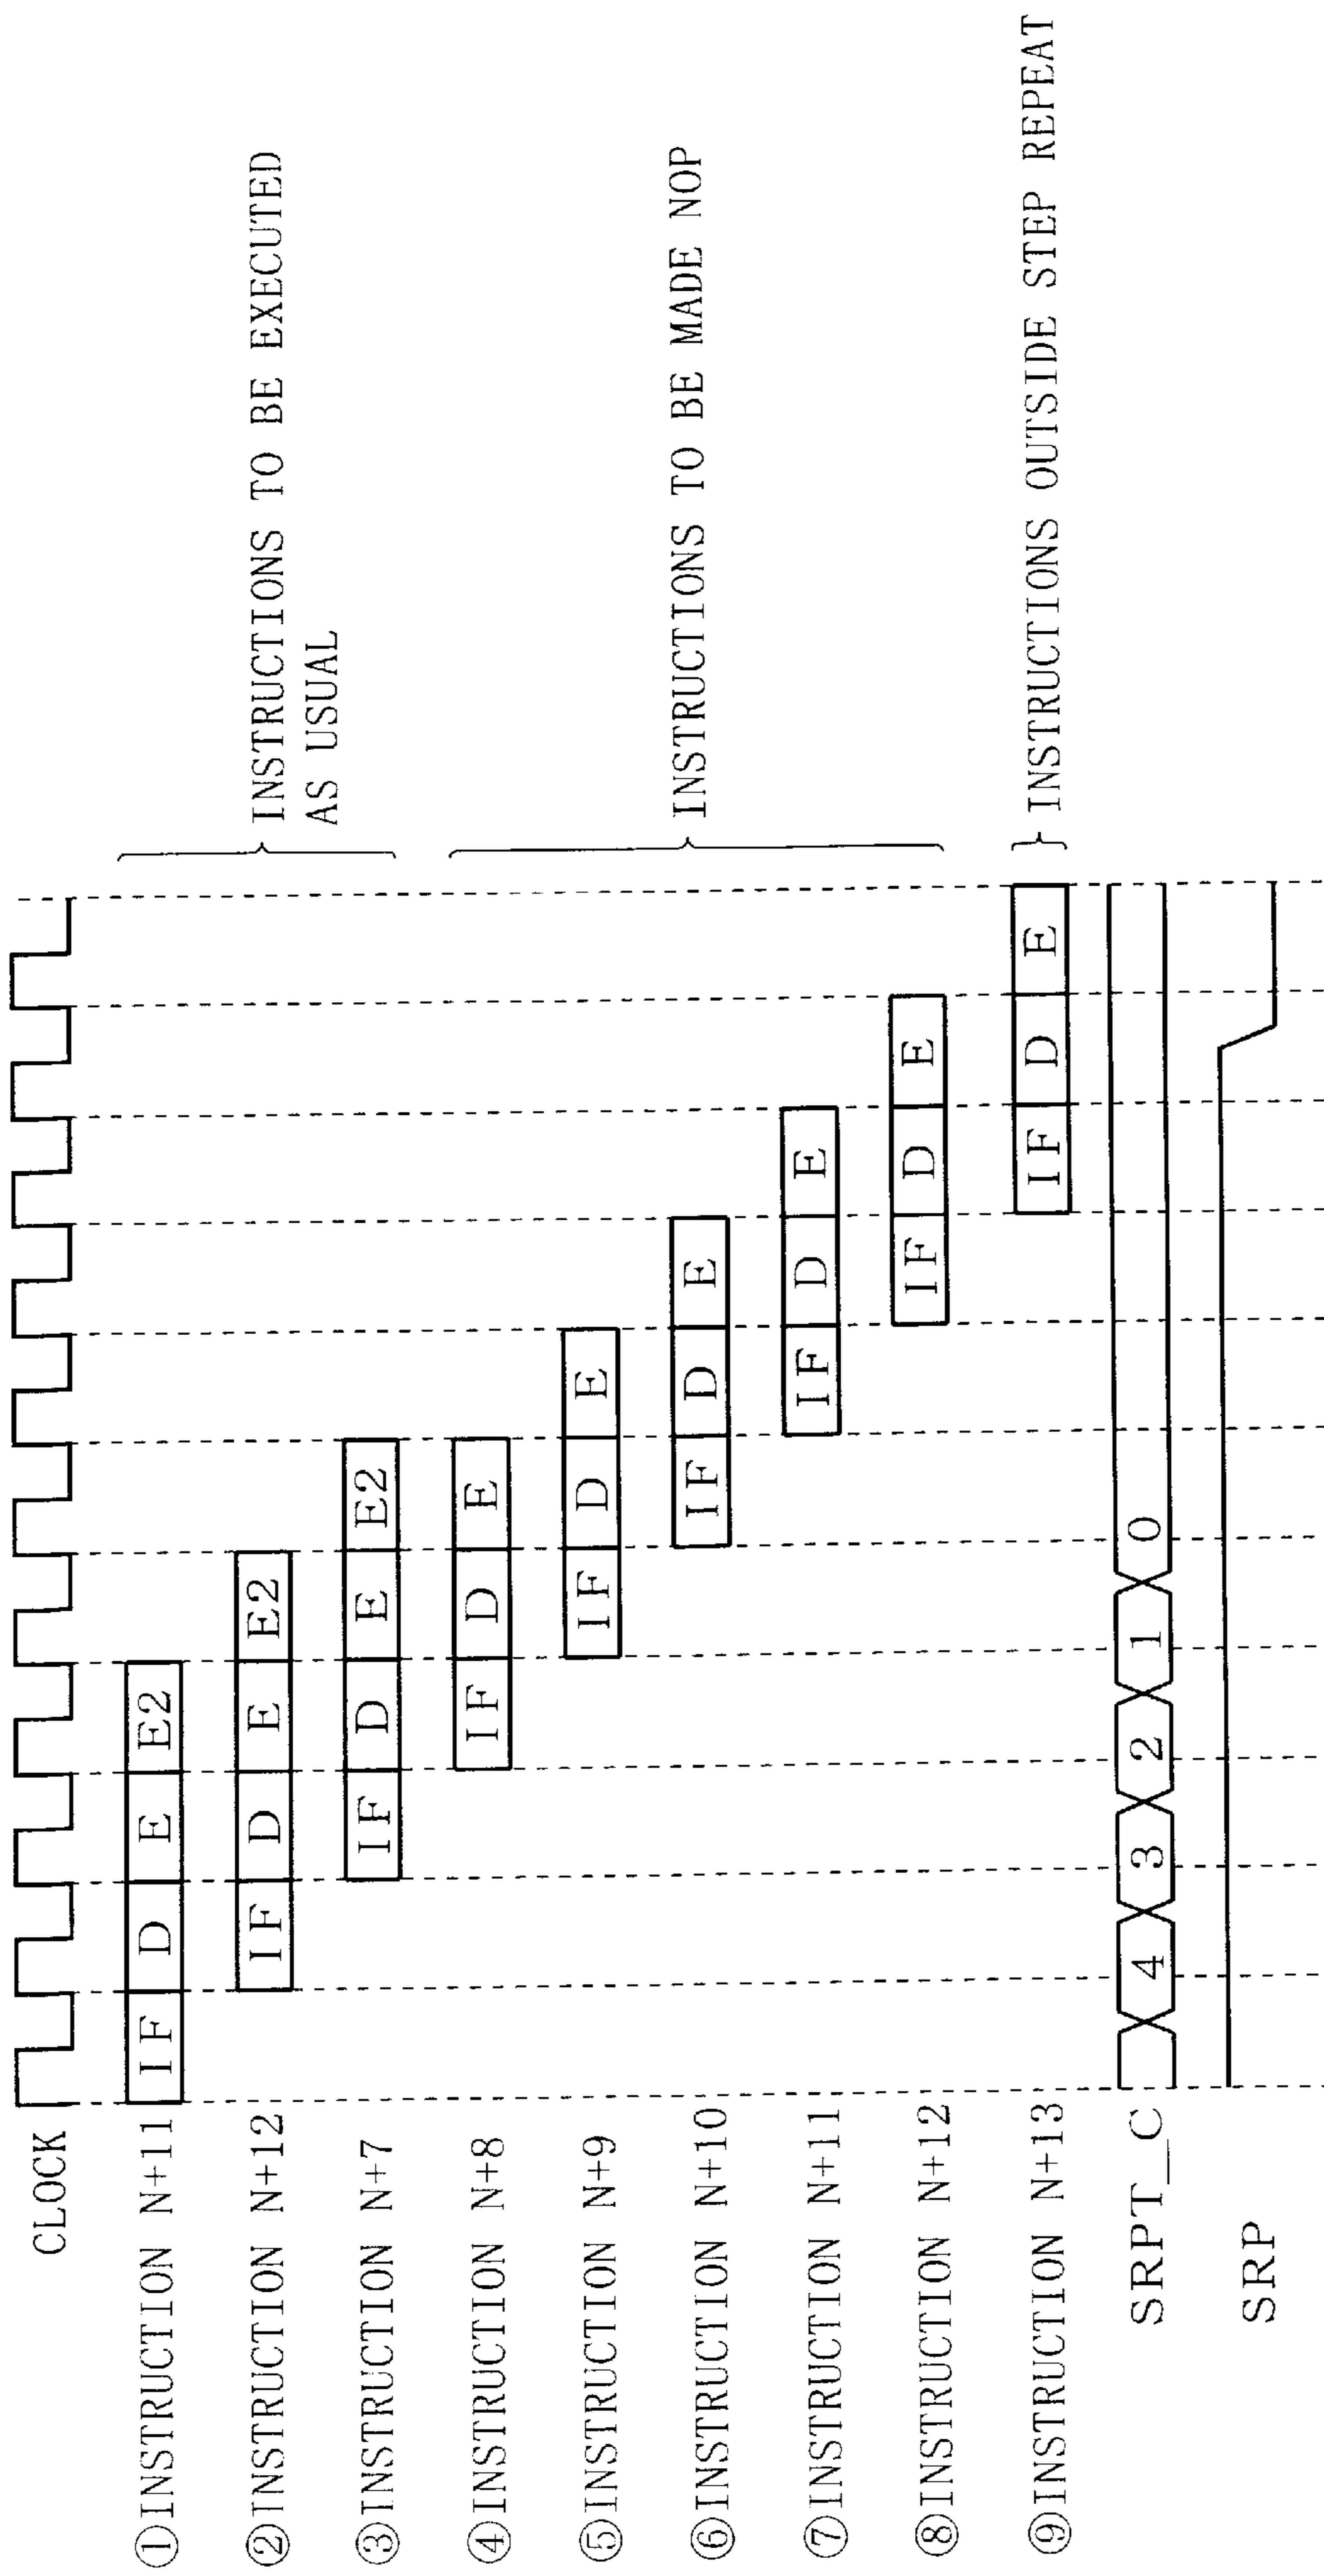 CLOCK
①INSTRUCTION N+11 IF D E E2
②INSTRUCTION N+12 IF D E E2
③INSTRUCTION N+7 IF D E E2
④INSTRUCTION N+8 IF D E
⑤INSTRUCTION N+9 IF D E
⑥INSTRUCTION N+10 IF D E
⑦INSTRUCTION N+11 IF D E
⑧INSTRUCTION N+12 IF D E
⑨INSTRUCTION N+13 IF D E
SRPT_C 4 3 2 1 0
SRP
INSTRUCTIONS TO BE EXECUTED
AS USUAL
INSTRUCTIONS TO BE MADE NOP
INSTRUCTIONS OUTSIDE STEP REPEAT